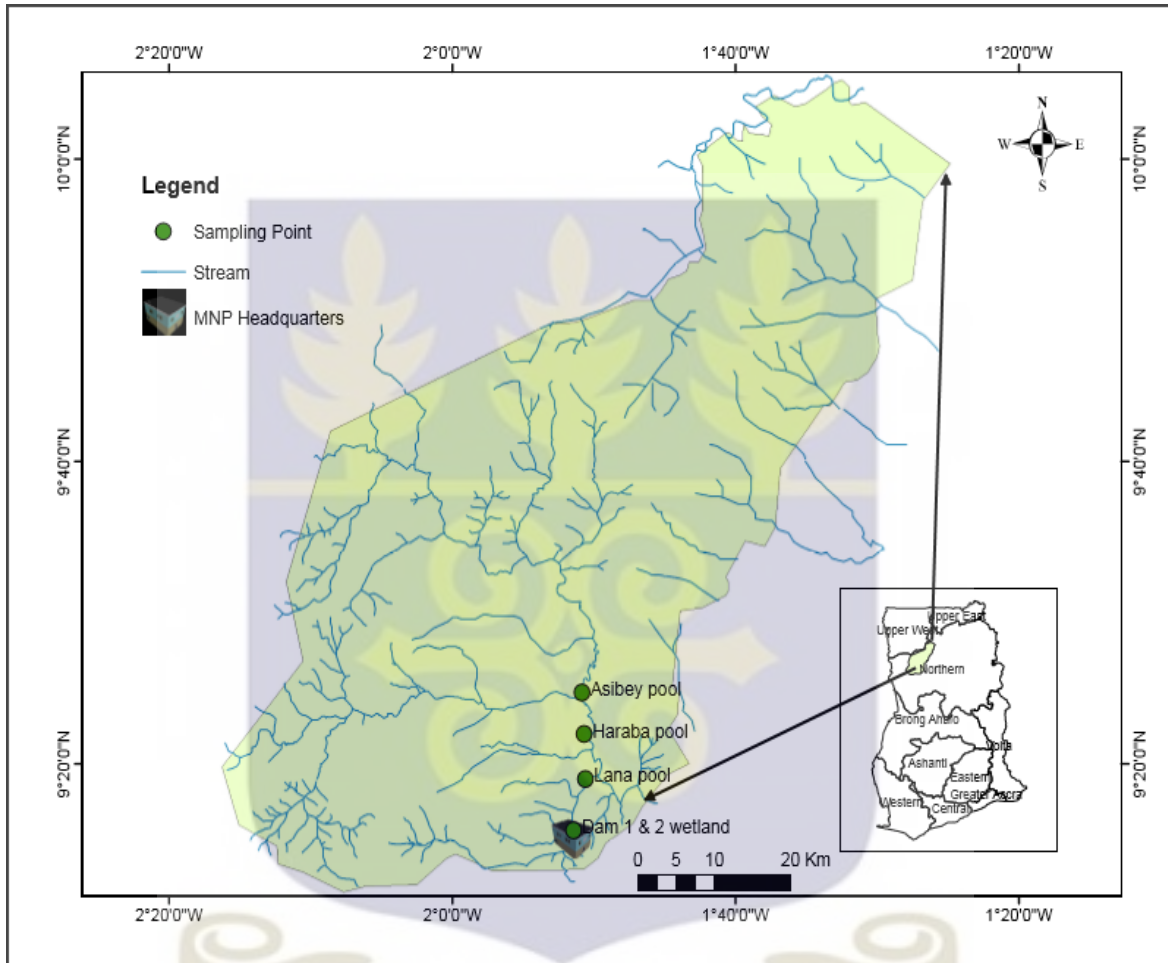 2°20'0"W 2°0'0"W 1°40'0"W 1°20'0"W
10°0'0"N 10°0'0"N
N
W E
S
Legend
Sampling Point
Stream
MNP Headquarters
9°40'0"N 9°40'0"N
Upper East
Upper West
Northern
Asibey pool
Haraba pool
Brong Ahafo
Volta
9°20'0"N 9°20'0"N
Lana pool
Ashanti
Eastern
Greater Accra
Western
Central
Dam 1 & 2 wetland
0 5 10 20 Km
2°20'0"W 2°0'0"W 1°40'0"W 1°20'0"W